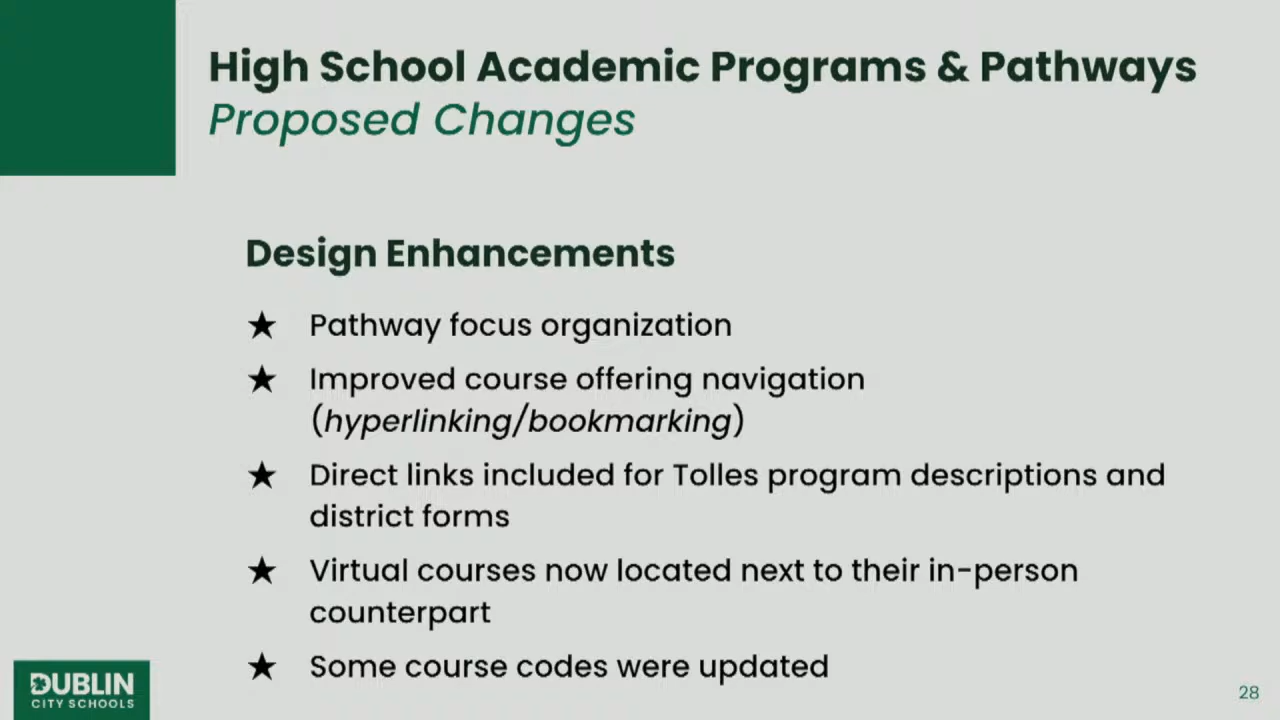 High School Academic Programs & Pathways
Proposed Changes
Design Enhancements
★ Pathway focus organization
★ Improved course offering navigation
(hyperlinking/bookmarking)
★ Direct links included for Tolles program descriptions and
district forms
★ Virtual courses now located next to their in-person
counterpart
★ Some course codes were updated
DUBLIN
CITY SCHOOLS
28